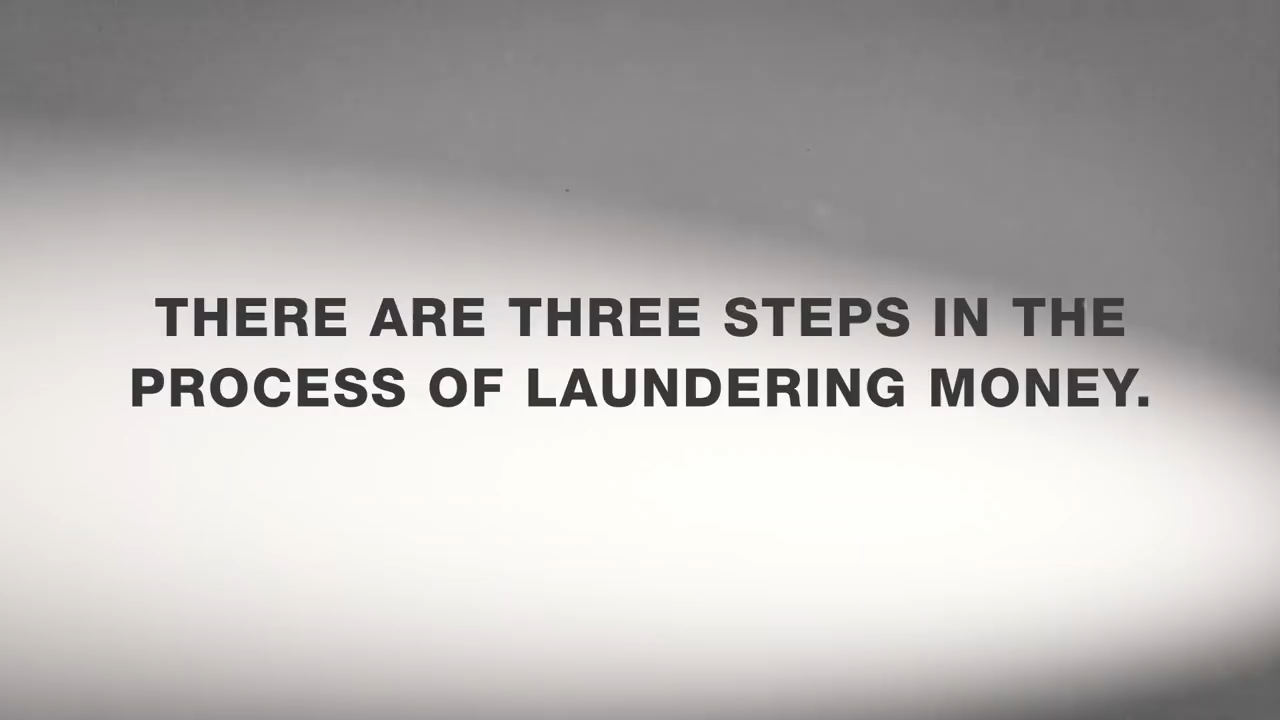 THERE ARE THREE STEPS IN THE
PROCESS OF LAUNDERING MONEY.